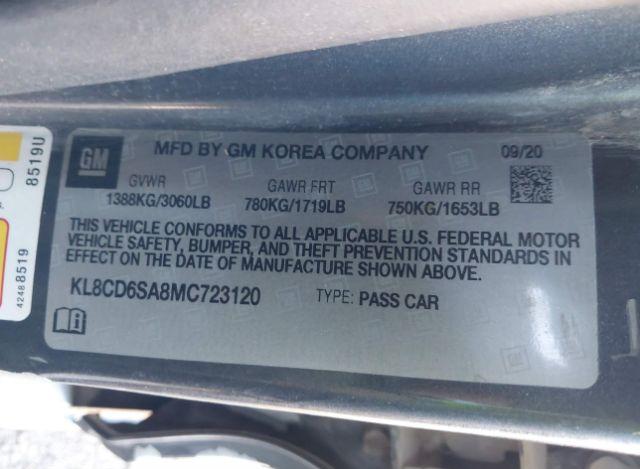 GM MFD BY GM KOREA COMPANY 09/20
GVWR GAWR FRT GAWR RR
1388KG/3060LB 780KG/1719LB 750KG/1653LB
THIS VEHICLE CONFORMS TO ALL APPLICABLE U.S. FEDERAL MOTOR
VEHICLE SAFETY, BUMPER, AND THEFT PREVENTION STANDARDS IN
EFFECT ON THE DATE OF MANUFACTURE SHOWN ABOVE.
KL8CD6SA8MC723120 TYPE: PASS CAR
8519U
42488519